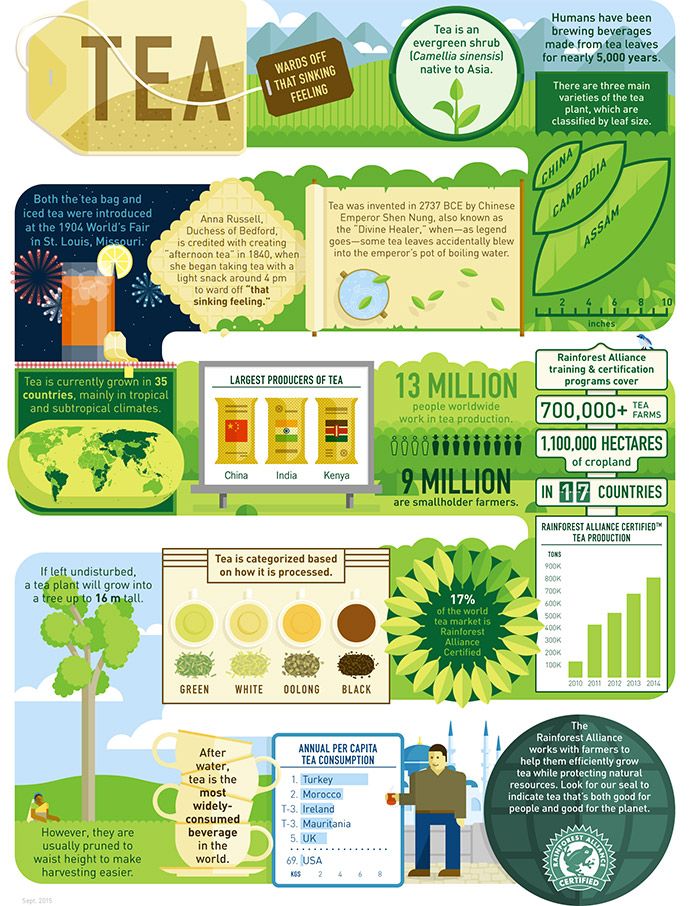 TEA
WARDS OFF
THAT SINKING
FEELING
Tea is an
evergreen shrub
(Camellia sinensis)
native to Asia.
Humans have been
brewing beverages
made from tea leaves
for nearly 5,000 years.
There are three main
varieties of the tea
plant, which are
classified by leaf size.
CHINA
CAMBODIA
ASSAM
2 4 6 8 10
inches
Both the tea bag and
iced tea were introduced
at the 1904 World's Fair
in St. Louis, Missouri.
Anna Russell,
Duchess of Bedford,
is credited with creating
"afternoon tea" in 1840, when
she began taking tea with a
light snack around 4 pm
to ward off "that
sinking feeling."
Tea was invented in 2737 BCE by Chinese
Emperor Shen Nung, also known as
the "Divine Healer," when—as legend
goes—some tea leaves accidentally blew
into the emperor's pot of boiling water.
Tea is currently grown in 35
countries, mainly in tropical
and subtropical climates.
LARGEST PRODUCERS OF TEA
China India Kenya
13 MILLION
people worldwide
work in tea production.
9 MILLION
are smallholder farmers.
Rainforest Alliance
training & certification
programs cover
700,000+ TEA
FARMS
1,100,000 HECTARES
of cropland
IN 17 COUNTRIES
RAINFOREST ALLIANCE CERTIFIED™
TEA PRODUCTION
TONS
900K
800K
700K
600K
500K
400K
300K
200K
100K
2010 2011 2012 2013 2014
If left undisturbed,
a tea plant will grow into
a tree up to 16 m tall.
Tea is categorized based
on how it is processed.
GREEN WHITE OOLONG BLACK
17%
of the world
tea market is
Rainforest
Alliance
Certified
However, they are
usually pruned to
waist height to make
harvesting easier.
After
water,
tea is the
most
widely-
consumed
beverage
in the
world.
ANNUAL PER CAPITA
TEA CONSUMPTION
1. Turkey
2. Morocco
T-3. Ireland
T-3. Mauritania
5. UK
69. USA
KGS 2 4 6 8
The
Rainforest Alliance
works with farmers to
help them efficiently grow
tea while protecting natural
resources. Look for our seal to
indicate tea that's both good for
people and good for the planet.
RAINFOREST ALLIANCE
CERTIFIED
Sept. 2015